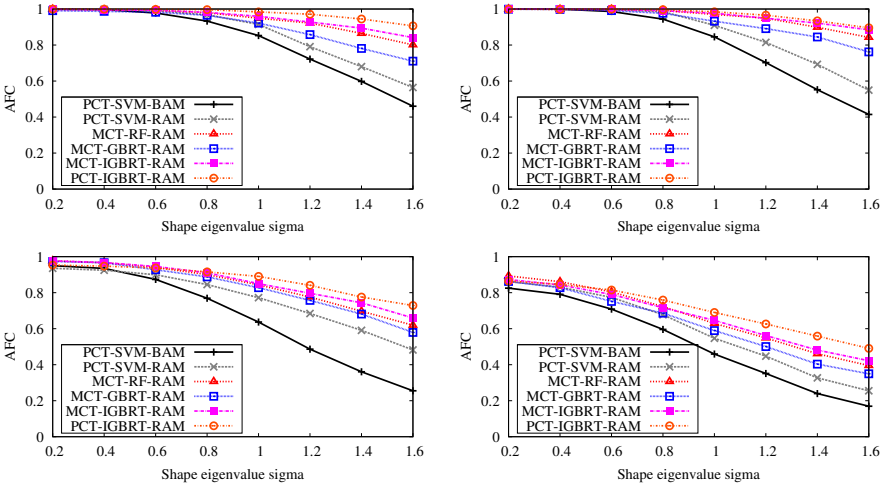 1
0.8
0.6
0.4
0.2
0
AFC
PCT-SVM-BAM
PCT-SVM-RAM
MCT-RF-RAM
MCT-GBRT-RAM
MCT-IGBRT-RAM
PCT-IGBRT-RAM
0.2 0.4 0.6 0.8 1 1.2 1.4 1.6
Shape eigenvalue sigma
1
0.8
0.6
0.4
0.2
0
AFC
PCT-SVM-BAM
PCT-SVM-RAM
MCT-RF-RAM
MCT-GBRT-RAM
MCT-IGBRT-RAM
PCT-IGBRT-RAM
0.2 0.4 0.6 0.8 1 1.2 1.4 1.6
Shape eigenvalue sigma
1
0.8
0.6
0.4
0.2
0
AFC
PCT-SVM-BAM
PCT-SVM-RAM
MCT-RF-RAM
MCT-GBRT-RAM
MCT-IGBRT-RAM
PCT-IGBRT-RAM
0.2 0.4 0.6 0.8 1 1.2 1.4 1.6
Shape eigenvalue sigma
1
0.8
0.6
0.4
0.2
0
AFC
PCT-SVM-BAM
PCT-SVM-RAM
MCT-RF-RAM
MCT-GBRT-RAM
MCT-IGBRT-RAM
PCT-IGBRT-RAM
0.2 0.4 0.6 0.8 1 1.2 1.4 1.6
Shape eigenvalue sigma